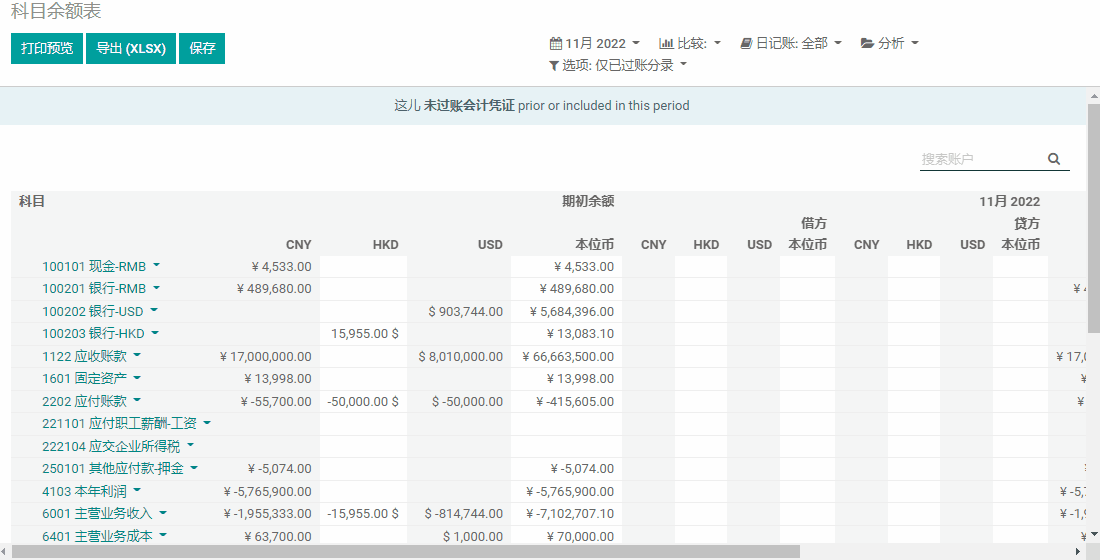 科目余额表
打印预览 导出 (XLSX) 保存
11月 2022 比较: 日记账: 全部 分析
选项: 仅已过账分录
这儿 未过账会计凭证 prior or included in this period
搜索账户
科目 期初余额 11月 2022
借方 贷方
CNY HKD USD 本位币 CNY HKD USD 本位币 CNY HKD USD 本位币
100101 现金-RMB ¥ 4,533.00 ¥ 4,533.00
100201 银行-RMB ¥ 489,680.00 ¥ 489,680.00 ¥
100202 银行-USD $ 903,744.00 ¥ 5,684,396.00
100203 银行-HKD 15,955.00 $ ¥ 13,083.10
1122 应收账款 ¥ 17,000,000.00 $ 8,010,000.00 ¥ 66,663,500.00 ¥ 17,
1601 固定资产 ¥ 13,998.00 ¥ 13,998.00
2202 应付账款 ¥ -55,700.00 -50,000.00 $ $ -50,000.00 ¥ -415,605.00 ¥
221101 应付职工薪酬-工资
222104 应交企业所得税
250101 其他应付款-押金 ¥ -5,074.00 ¥ -5,074.00
4103 本年利润 ¥ -5,765,900.00 ¥ -5,765,900.00 ¥ -5,
6001 主营业务收入 ¥ -1,955,333.00 -15,955.00 $ $ -814,744.00 ¥ -7,102,707.10 ¥ -1,
6401 主营业务成本 ¥ 63,700.00 $ 1,000.00 ¥ 70,000.00 ¥